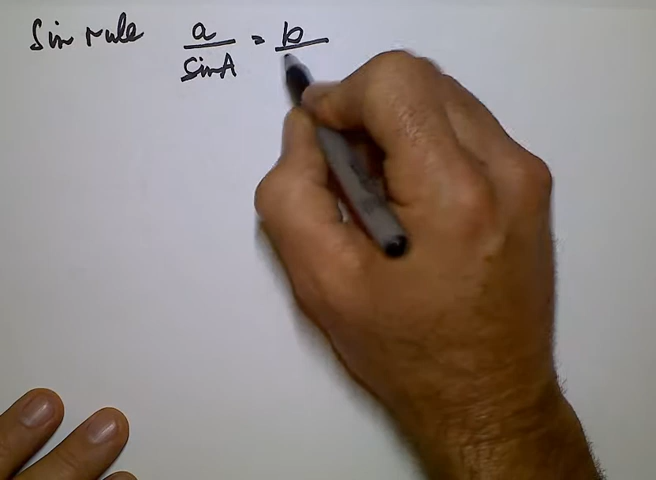 Sin rule a/sinA = b/